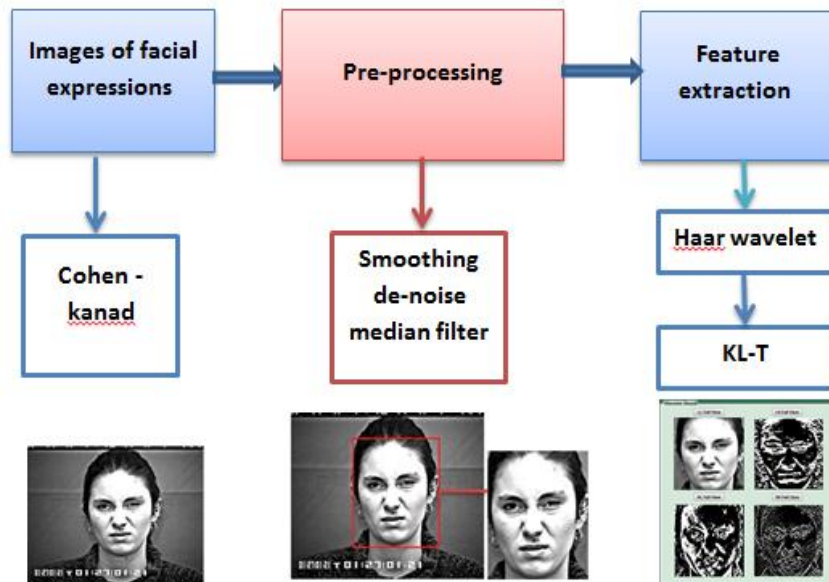 Images of facial
expressions
Pre-processing
Feature
extraction
Cohen -
kanad
Smoothing
de-noise
median filter
Haar wavelet
KL-T